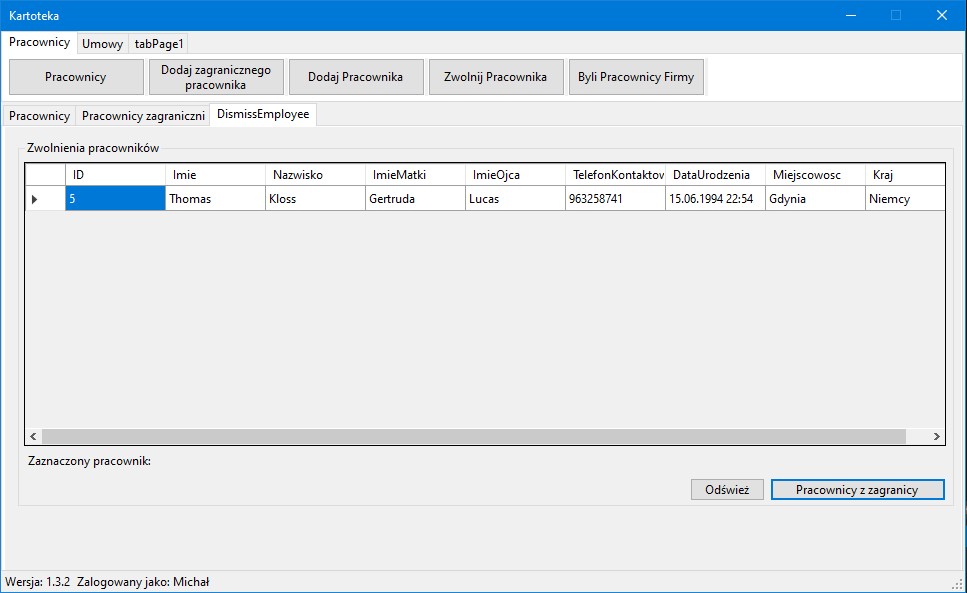 Kartoteka
Pracownicy Umowy tabPage1
Pracownicy
Dodaj zagranicznego
pracownika
Dodaj Pracownika
Zwolnij Pracownika
Byli Pracownicy Firmy
Pracownicy Pracownicy zagraniczni DismissEmployee
Zwolnienia pracowników
ID Imie Nazwisko ImieMatki ImieOjca TelefonKontaktov DataUrodzenia Miejscowosc Kraj
5 Thomas Kloss Gertruda Lucas 963258741 15.06.1994 22:54 Gdynia Niemcy
Zaznaczony pracownik:
Odśwież Pracownicy z zagranicy
Wersja: 1.3.2 Zalogowany jako: Michał